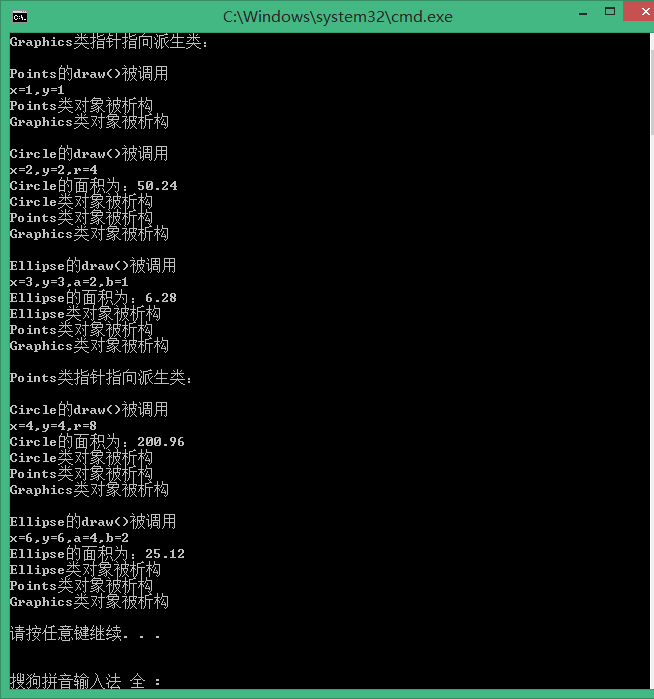 C:\Windows\system32\cmd.exe
Graphics类指针指向派生类:
Points的draw()被调用
x=1,y=1
Points类对象被析构
Graphics类对象被析构
Circle的draw()被调用
x=2,y=2,r=4
Circle的面积为：50.24
Circle类对象被析构
Points类对象被析构
Graphics类对象被析构
Ellipse的draw()被调用
x=3,y=3,a=2,b=1
Ellipse的面积为：6.28
Ellipse类对象被析构
Points类对象被析构
Graphics类对象被析构
Points类指针指向派生类:
Circle的draw()被调用
x=4,y=4,r=8
Circle的面积为：200.96
Circle类对象被析构
Points类对象被析构
Graphics类对象被析构
Ellipse的draw()被调用
x=6,y=6,a=4,b=2
Ellipse的面积为：25.12
Ellipse类对象被析构
Points类对象被析构
Graphics类对象被析构
请按任意键继续. . .
搜狗拼音输入法 全 ：